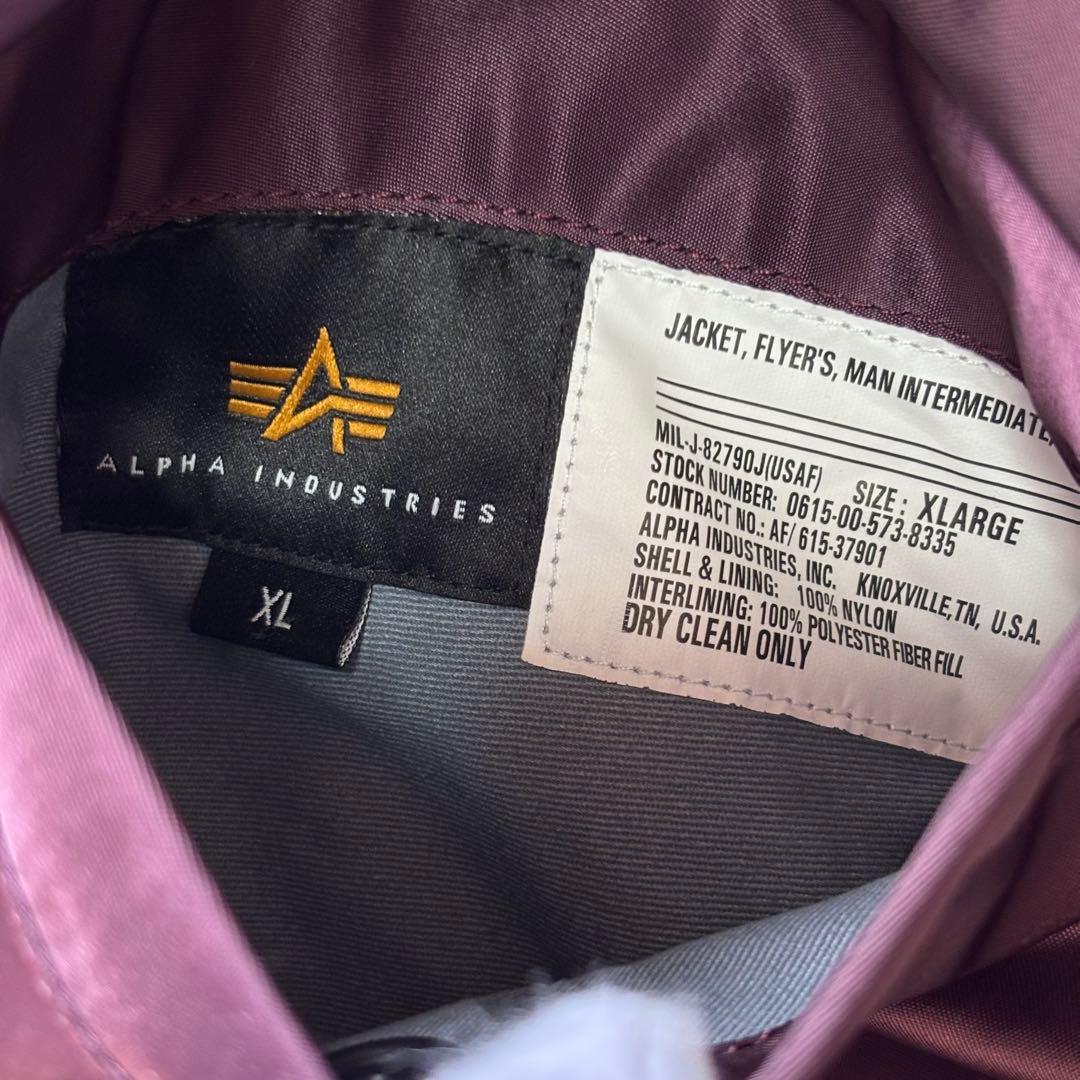 ALPHA INDUSTRIES
XL
JACKET, FLYER'S, MAN INTERMEDIATE,
MIL-J-82790J(USAF) SIZE: XLARGE
STOCK NUMBER: 0615-00-573-8335
CONTRACT NO.: AF/ 615-37901
ALPHA INDUSTRIES, INC. KNOXVILLE, TN, U.S.A.
SHELL & LINING: 100% NYLON
INTERLINING: 100% POLYESTER FIBER FILL
DRY CLEAN ONLY